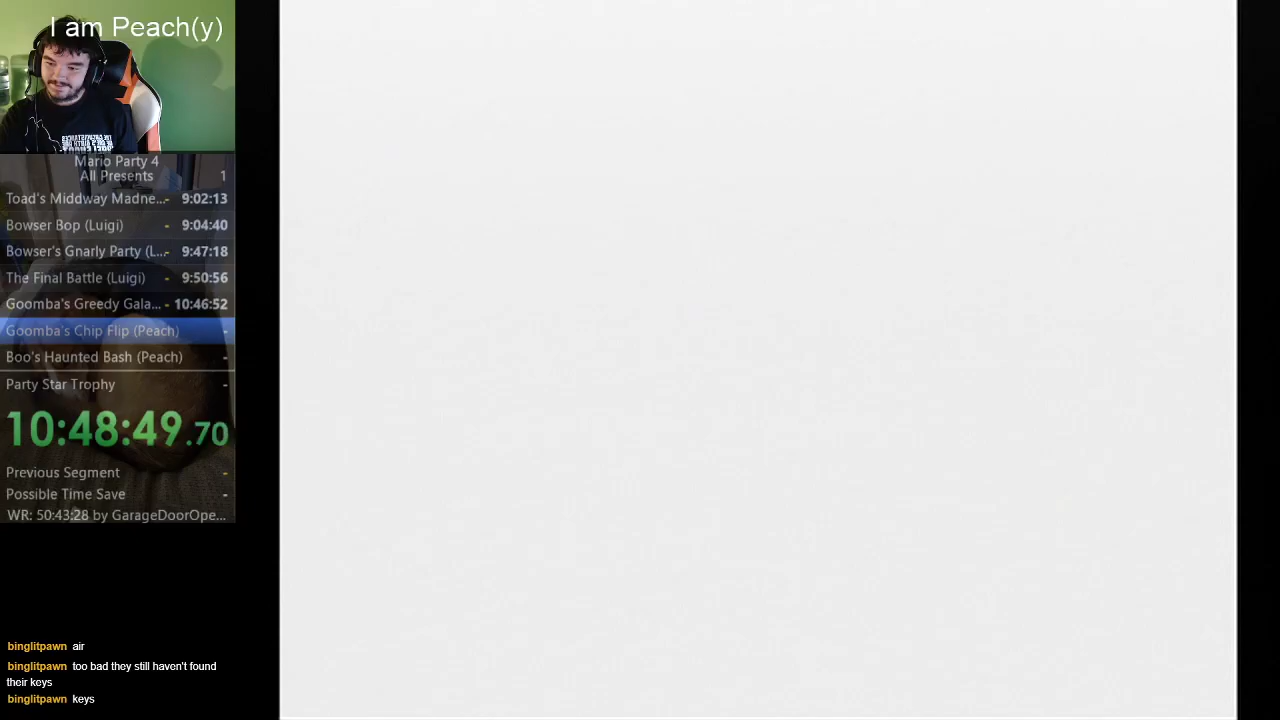 I am Peach(y)
Mario Party 4
All Presents 1
Toad's Middway Madne... - 9:02:13
Bowser Bop (Luigi) - 9:04:40
Bowser's Gnarly Party (L... - 9:47:18
The Final Battle (Luigi) - 9:50:56
Goomba's Greedy Gala... - 10:46:52
Goomba's Chip Flip (Peach) -
Boo's Haunted Bash (Peach) -
Party Star Trophy -
10:48:49.70
Previous Segment -
Possible Time Save -
WR: 50:43:28 by GarageDoorOpe...
binglitpawn air
binglitpawn too bad they still haven't found
their keys
binglitpawn keys